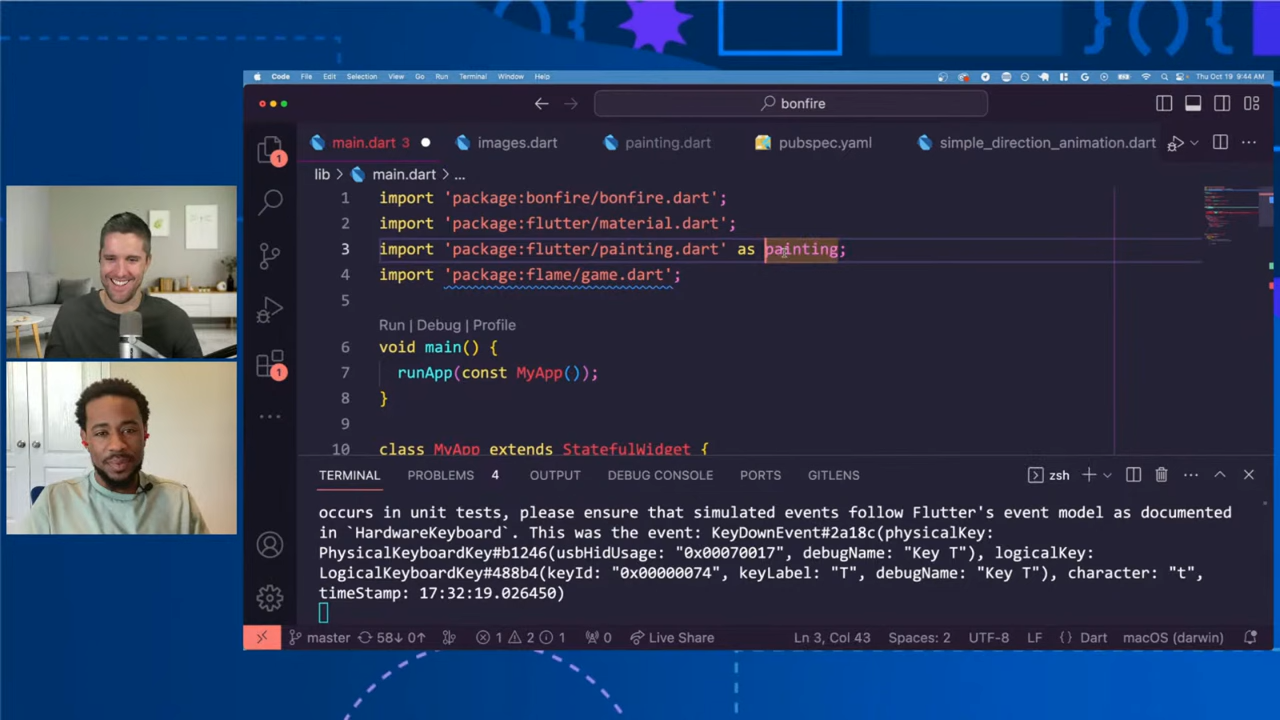 Code File Edit Selection View Go Run Terminal Window Help Thu Oct 19 9:44 AM
bonfire
main.dart 3 images.dart painting.dart pubspec.yaml simple_direction_animation.dart
lib > main.dart > ...
1 import 'package:bonfire/bonfire.dart';
2 import 'package:flutter/material.dart';
3 import 'package:flutter/painting.dart' as painting;
4 import 'package:flame/game.dart';
5
Run | Debug | Profile
6 void main() {
7 runApp(const MyApp());
8 }
9
10 class MyApp extends StatefulWidget {
1
1
TERMINAL PROBLEMS 4 OUTPUT DEBUG CONSOLE PORTS GITLENS zsh
occurs in unit tests, please ensure that simulated events follow Flutter's event model as documented
in `HardwareKeyboard`. This was the event: KeyDownEvent#2a18c(physicalKey:
PhysicalKeyboardKey#b1246(usbHidUsage: "0x00070017", debugName: "Key T"), logicalKey:
LogicalKeyboardKey#488b4(keyId: "0x00000074", keyLabel: "T", debugName: "Key T"), character: "t",
timeStamp: 17:32:19.026450)
master 58↓ 0↑ 1 2 1 0 Live Share Ln 3, Col 43 Spaces: 2 UTF-8 LF {} Dart macOS (darwin)